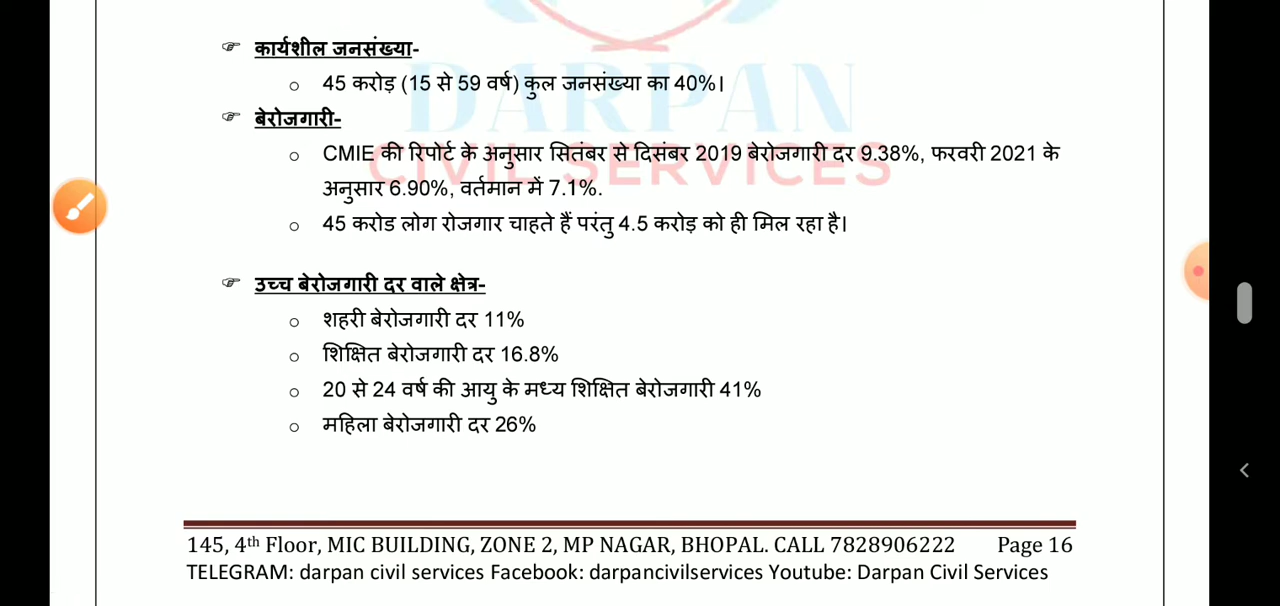 ☞ कार्यशील जनसंख्या-
o 45 करोड़ (15 से 59 वर्ष) कुल जनसंख्या का 40%।
☞ बेरोजगारी-
DARPAN
o CMIE की रिपोर्ट के अनुसार सितंबर से दिसंबर 2019 बेरोजगारी दर 9.38%, फरवरी 2021 के
CIVIL SERVICES
अनुसार 6.90%, वर्तमान में 7.1%.
o 45 करोड लोग रोजगार चाहते हैं परंतु 4.5 करोड़ को ही मिल रहा है।
☞ उच्च बेरोजगारी दर वाले क्षेत्र-
o शहरी बेरोजगारी दर 11%
o शिक्षित बेरोजगारी दर 16.8%
o 20 से 24 वर्ष की आयु के मध्य शिक्षित बेरोजगारी 41%
o महिला बेरोजगारी दर 26%
145, 4th Floor, MIC BUILDING, ZONE 2, MP NAGAR, BHOPAL. CALL 7828906222 Page 16
TELEGRAM: darpan civil services Facebook: darpancivilservices Youtube: Darpan Civil Services